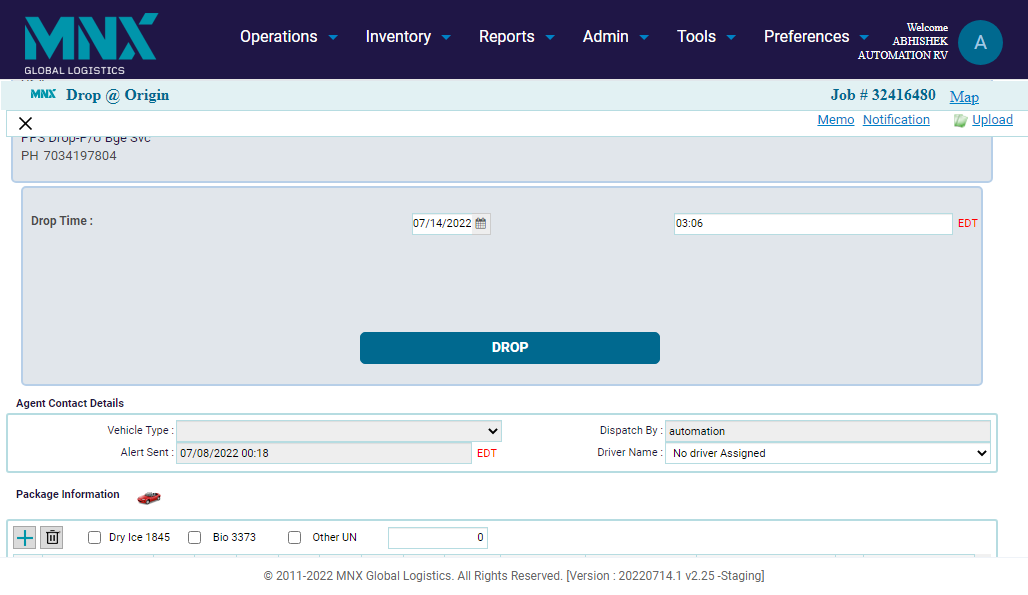 MNX
GLOBAL LOGISTICS
Operations Inventory Reports Admin Tools Preferences
Welcome
ABHISHEK
AUTOMATION RV
A
MNX Drop @ Origin Job # 32416480 Map
Memo Notification Upload
PPS Drop-P/U Bge Svc
PH 7034197804
Drop Time : 07/14/2022 03:06 EDT
DROP
Agent Contact Details
Vehicle Type : Dispatch By : automation
Alert Sent : 07/08/2022 00:18 EDT Driver Name : No driver Assigned
Package Information
Dry Ice 1845 Bio 3373 Other UN 0
© 2011-2022 MNX Global Logistics. All Rights Reserved. [Version : 20220714.1 v2.25 -Staging]